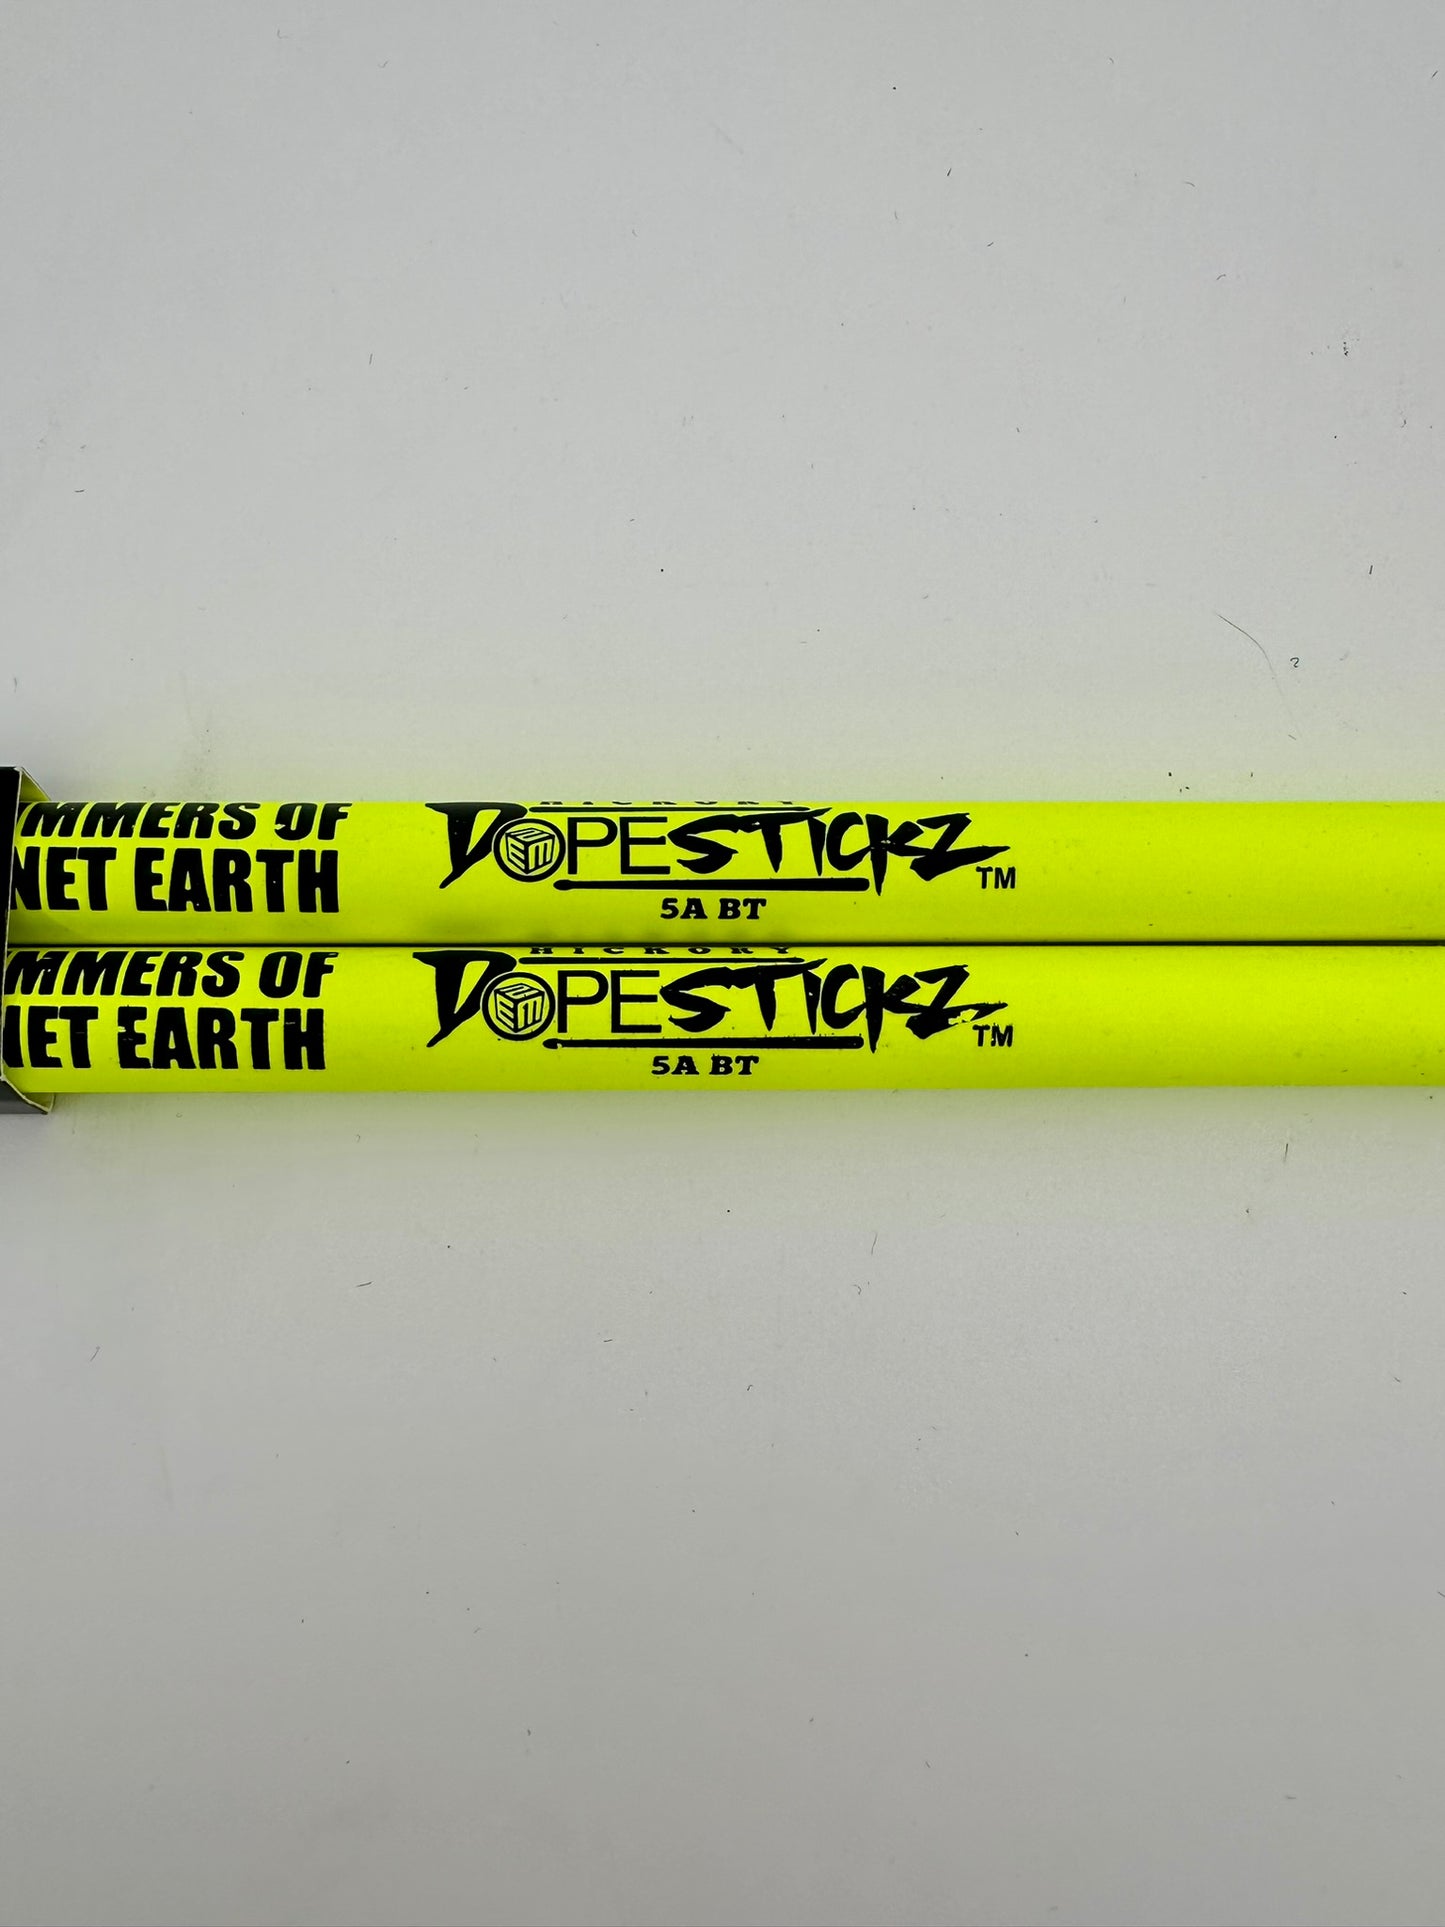 MMERS OF
NET EARTH
HICKORY
DOPESTICKZ TM
5A BT
MMERS OF
NET EARTH
HICKORY
DOPESTICKZ TM
5A BT